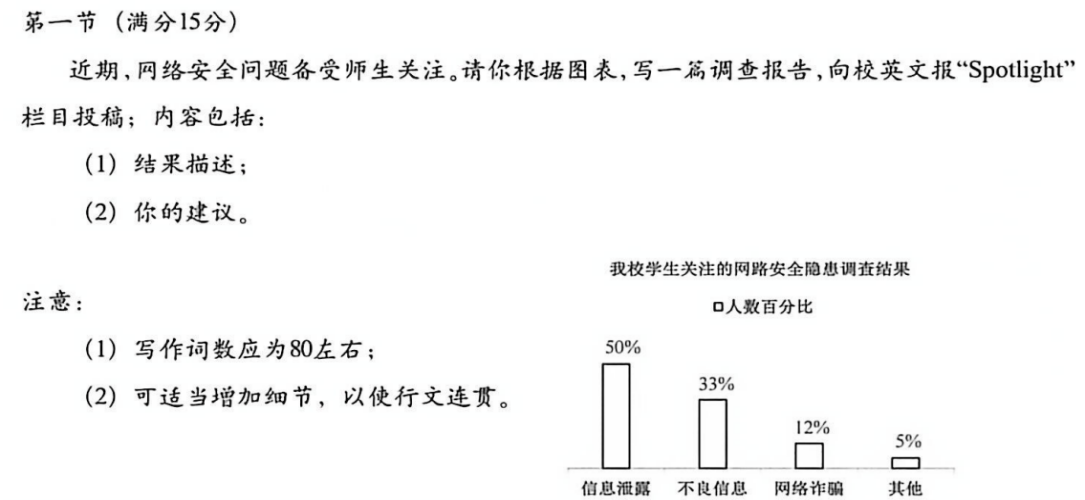 第一节（满分15分）
近期，网络安全问题备受师生关注。请你根据图表，写一篇调查报告，向校英文报“Spotlight”
栏目投稿；内容包括：
（1）结果描述；
（2）你的建议。
注意：
（1）写作词数应为80左右；
（2）可适当增加细节，以使行文连贯。
我校学生关注的网路安全隐患调查结果
人数百分比
50%
33%
12%
5%
信息泄露 不良信息 网络诈骗 其他